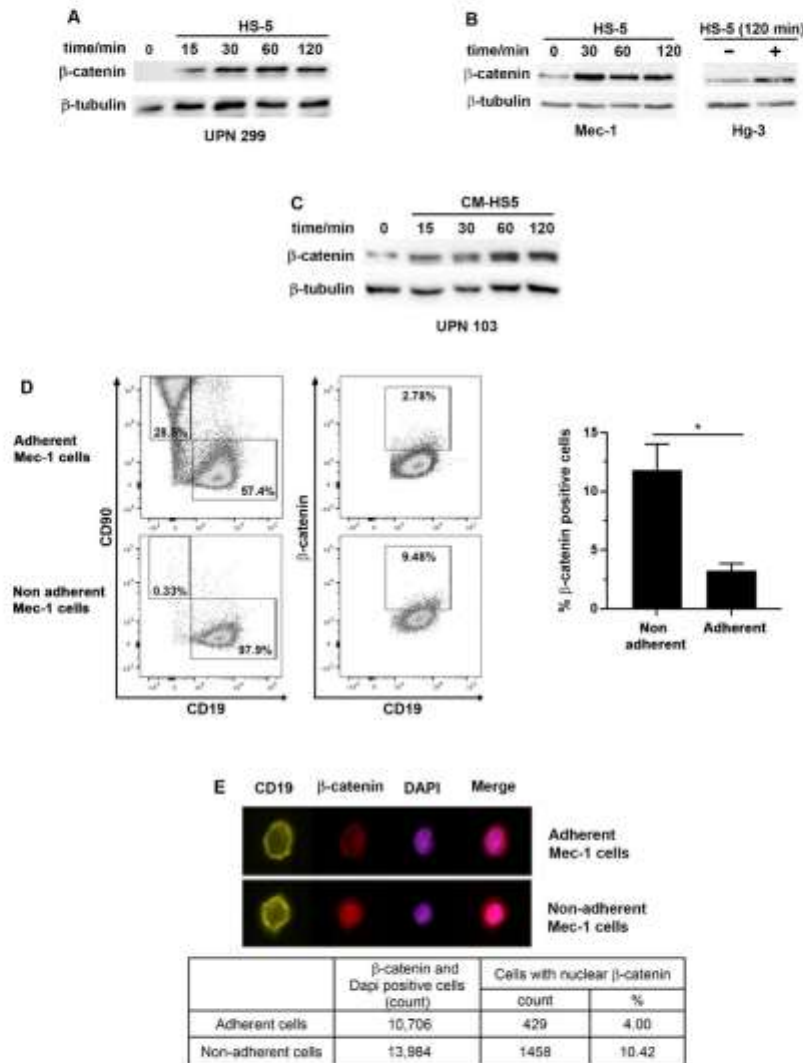 A
HS-5
time/min 0 15 30 60 120
β-catenin
β-tubulin
UPN 299
B
HS-5 HS-5 (120 min)
time/min 0 30 60 120 – +
β-catenin
β-tubulin
Mec-1 Hg-3
C
CM-HS5
time/min 0 15 30 60 120
β-catenin
β-tubulin
UPN 103
D
Adherent
Mec-1 cells
Non adherent
Mec-1 cells
CD90
57.4%
0.33%
97.9%
CD19
β-catenin
2.78%
9.48%
CD19
% β-catenin positive cells
15
10
5
0
*
Non
adherent
Adherent
E
CD19 β-catenin DAPI Merge
Adherent
Mec-1 cells
Non-adherent
Mec-1 cells
β-catenin and
Dapi positive cells
(count)
Cells with nuclear β-catenin
count %
Adherent cells 10,706 429 4.00
Non-adherent cells 13,984 1458 10.42